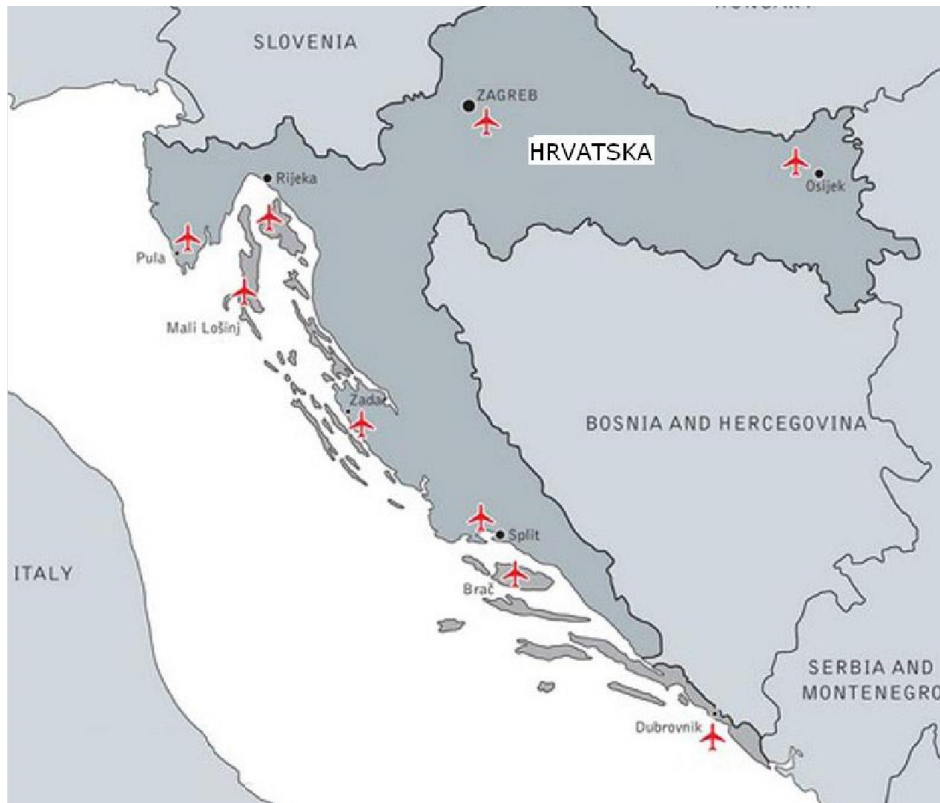 HUNGARY
SLOVENIA
ZAGREB
HRVATSKA
Rijeka
Osijek
Pula
Mali Lošinj
Zadar
BOSNIA AND HERCEGOVINA
Split
ITALY
Brač
SERBIA AND
MONTENEGRO
Dubrovnik